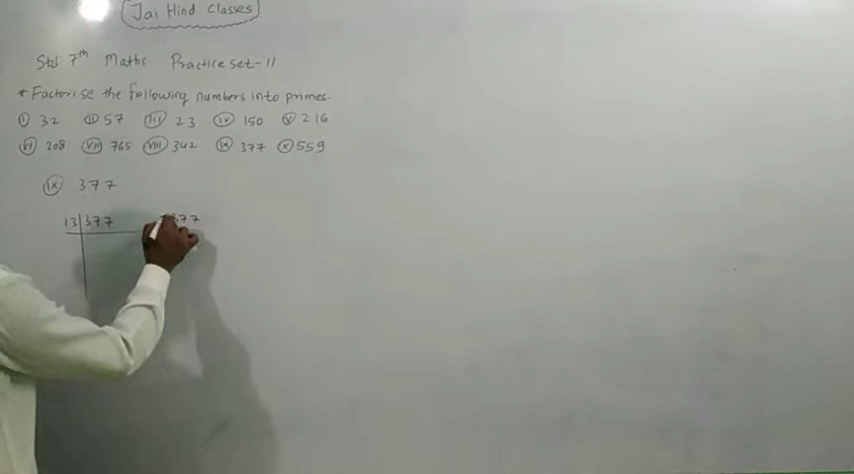 Jai Hind Classes
Std 7th Maths Practice set-11
* Factorise the following numbers into primes.
(i) 32 (ii) 57 (iii) 23 (iv) 150 (v) 216
(vi) 208 (vii) 765 (viii) 342 (ix) 377 (x) 559
(ix) 377
13 377 377